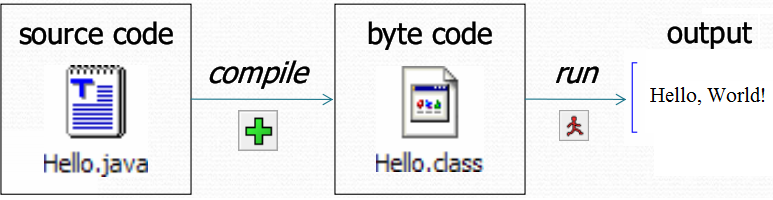 source code
Hello.java
compile
byte code
Hello.class
run
output
Hello, World!